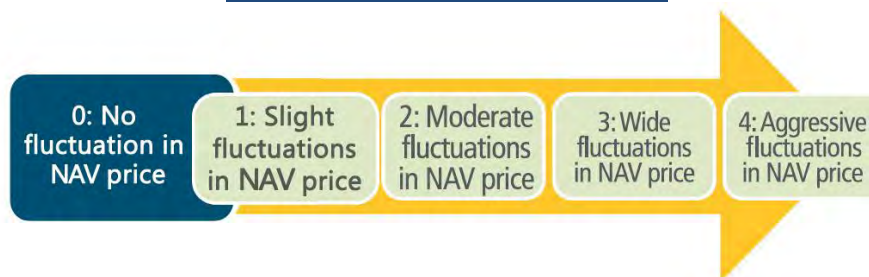 0: No
fluctuation in
NAV price
1: Slight
fluctuations
in NAV price
2: Moderate
fluctuations
in NAV price
3: Wide
fluctuations
in NAV price
4: Aggressive
fluctuations
in NAV price